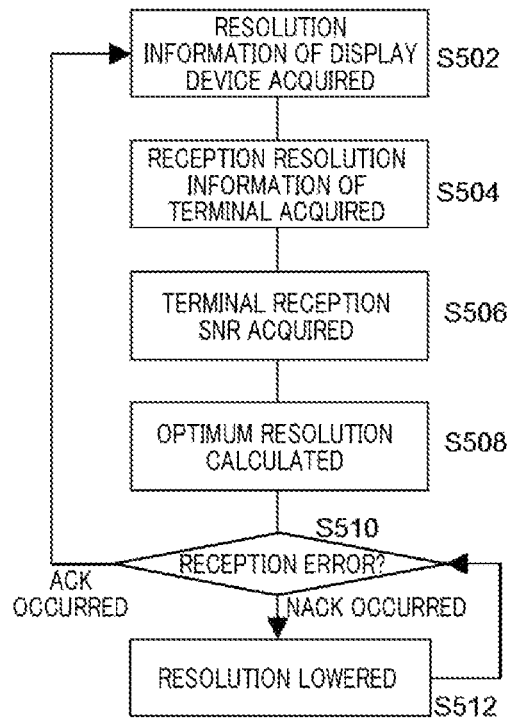 RESOLUTION
INFORMATION OF DISPLAY
DEVICE ACQUIRED
S502
RECEPTION RESOLUTION
INFORMATION OF
TERMINAL ACQUIRED
S504
TERMINAL RECEPTION
SNR ACQUIRED
S506
OPTIMUM RESOLUTION
CALCULATED
S508
S510
RECEPTION ERROR?
ACK
OCCURRED
NACK OCCURRED
RESOLUTION LOWERED
S512